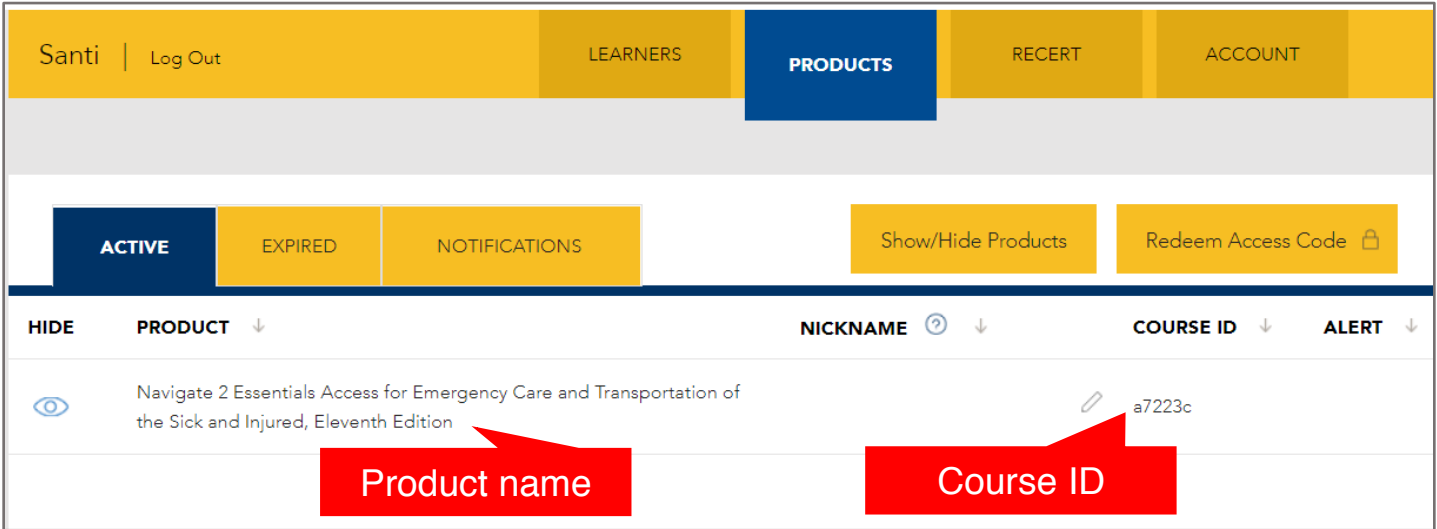 Santi | Log Out
LEARNERS
PRODUCTS
RECERT
ACCOUNT
ACTIVE
EXPIRED
NOTIFICATIONS
Show/Hide Products
Redeem Access Code
HIDE
PRODUCT ↓
NICKNAME ? ↓
COURSE ID ↓
ALERT ↓
Navigate 2 Essentials Access for Emergency Care and Transportation of
the Sick and Injured, Eleventh Edition
a7223c
Product name
Course ID